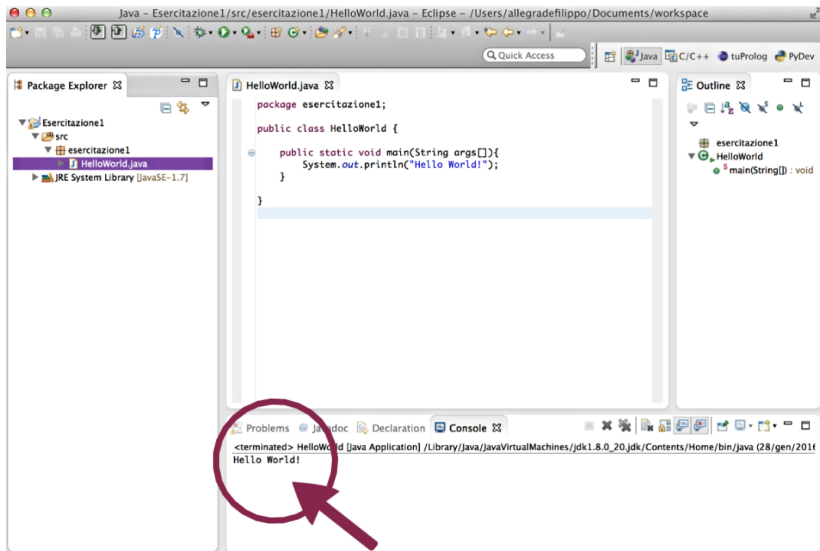 Java – Esercitazione1/src/esercitazione1/HelloWorld.java – Eclipse – /Users/allegradefilippo/Documents/workspace
Quick Access
Java
C/C++
tuProlog
PyDev
Package Explorer
Esercitazione1
src
esercitazione1
HelloWorld.java
JRE System Library [JavaSE-1.7]
HelloWorld.java
package esercitazione1;
public class HelloWorld {
public static void main(String args[]){
System.out.println("Hello World!");
}
}
Outline
esercitazione1
HelloWorld
main(String[]) : void
Problems
Javadoc
Declaration
Console
<terminated> HelloWorld [Java Application] /Library/Java/JavaVirtualMachines/jdk1.8.0_20.jdk/Contents/Home/bin/java (28/gen/2016
Hello World!